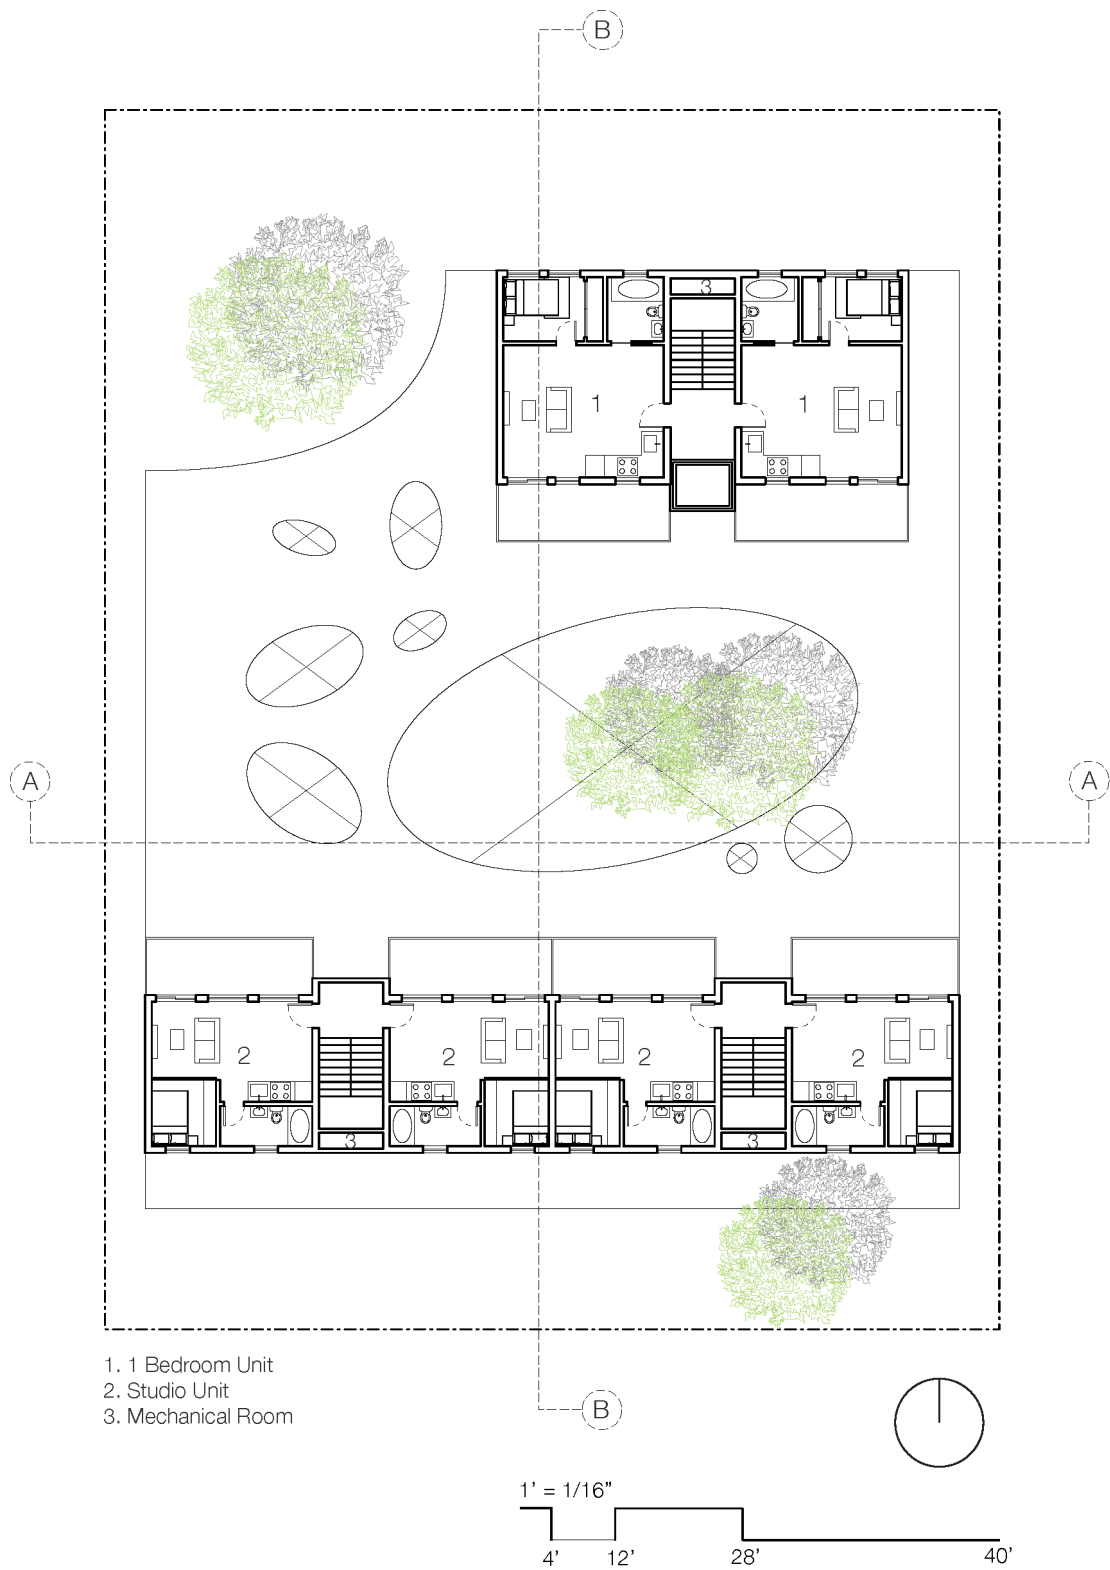 B
3
1
1
A
A
2
2
2
2
3
3
1. 1 Bedroom Unit
2. Studio Unit
3. Mechanical Room
B
1’ = 1/16”
4’
12’
28’
40’